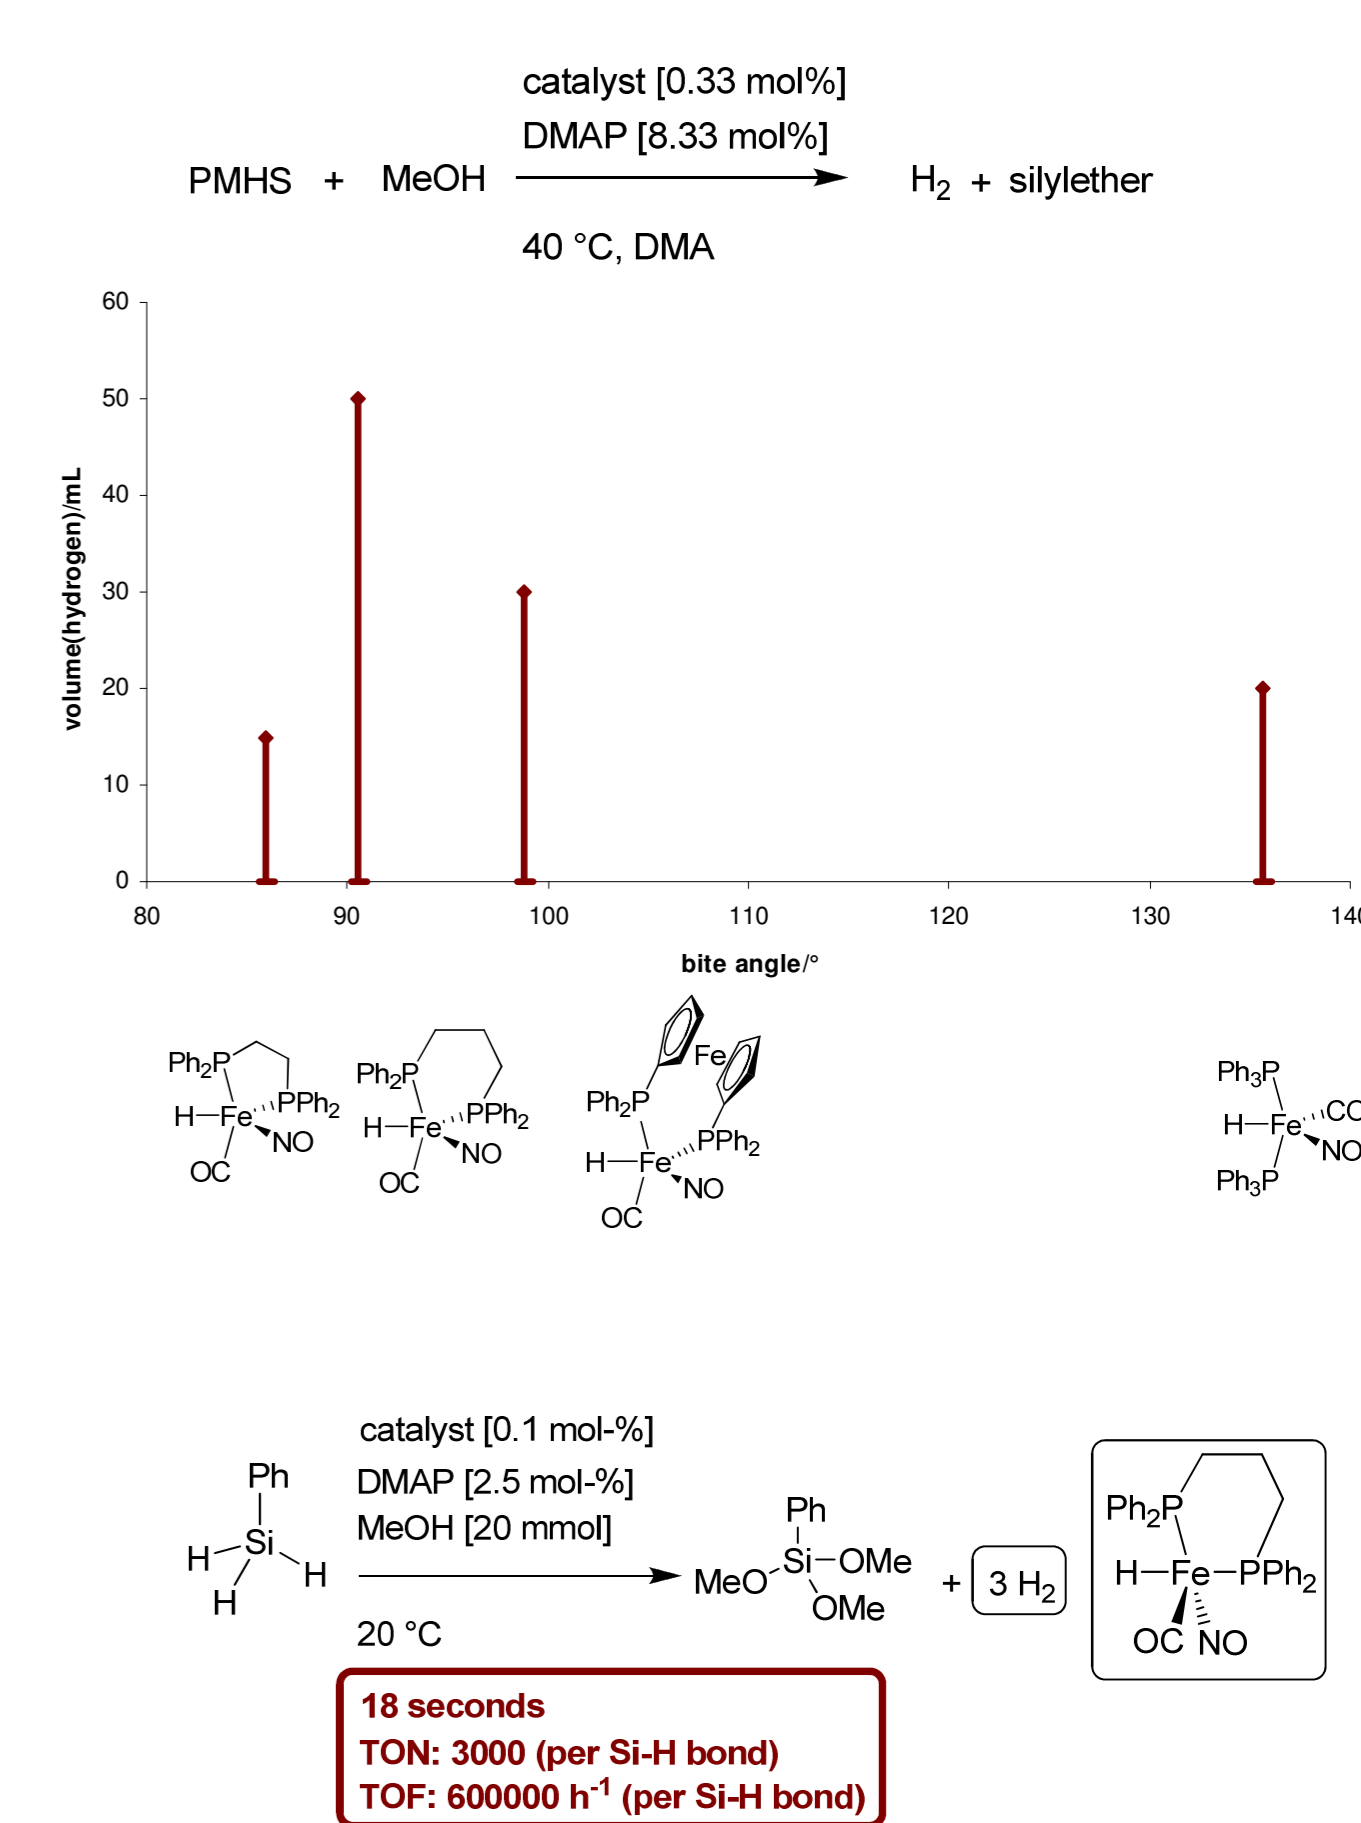 catalyst [0.33 mol%]
DMAP [8.33 mol%]
PMHS + MeOH H2 + silylether
40 °C, DMA
60
50
40
30
20
10
0
volume(hydrogen)/mL
80 90 100 110 120 130 140
bite angle/°
Ph2P
PPh2
H Fe
NO
OC
Ph2P
PPh2
H Fe
NO
OC
Fe
Ph2P
PPh2
H Fe
NO
OC
Ph3P
H Fe CO
NO
Ph3P
catalyst [0.1 mol-%]
DMAP [2.5 mol-%]
MeOH [20 mmol]
20 °C
Ph
Si
H H
H
Ph
Si OMe
MeO
OMe
+ 3 H2
Ph2P
H Fe PPh2
OC NO
18 seconds
TON: 3000 (per Si-H bond)
TOF: 600000 h-1 (per Si-H bond)